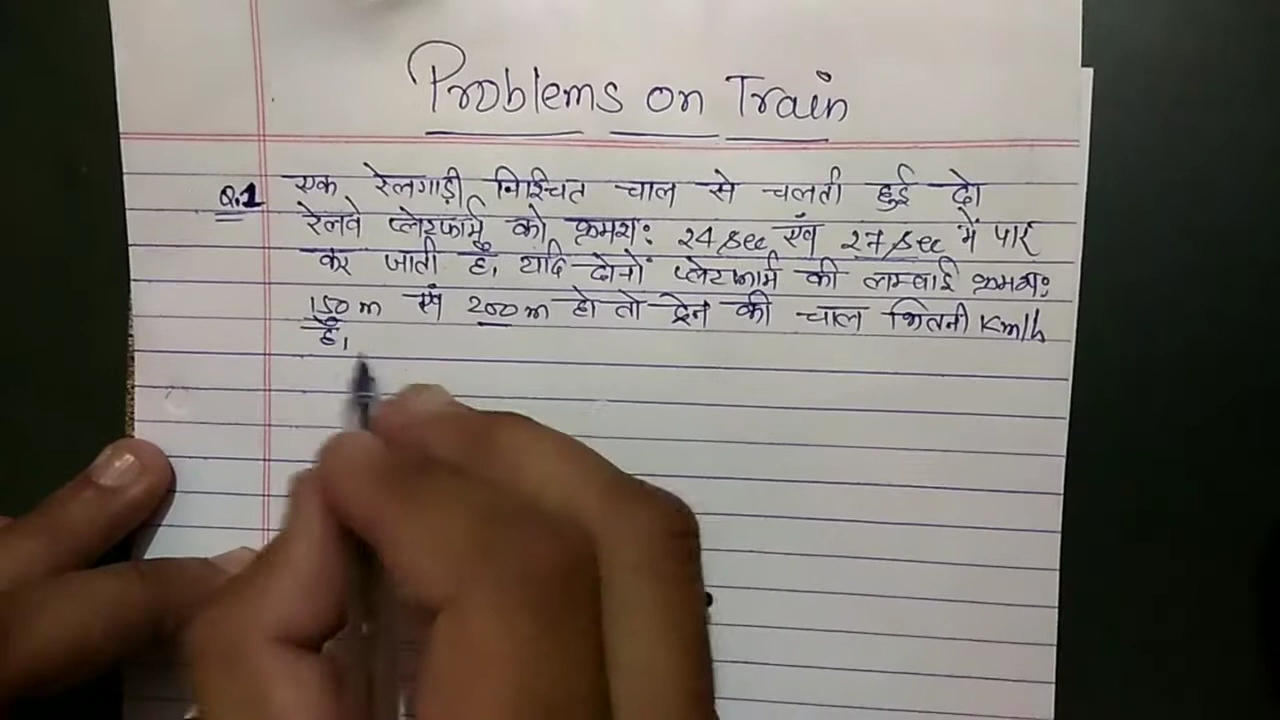 Problems on Train
Q.1 एक रेलगाड़ी निश्चित चाल से चलती हुई दो
रेलवे प्लेटफार्म को क्रमश: 24 sec एवं 27 sec में पार
कर जाती है, यदि दोनों प्लेटफार्म की लम्बाई क्रमश:
150 m एवं 200 m हो तो ट्रेन की चाल कितनी Km/h
है।